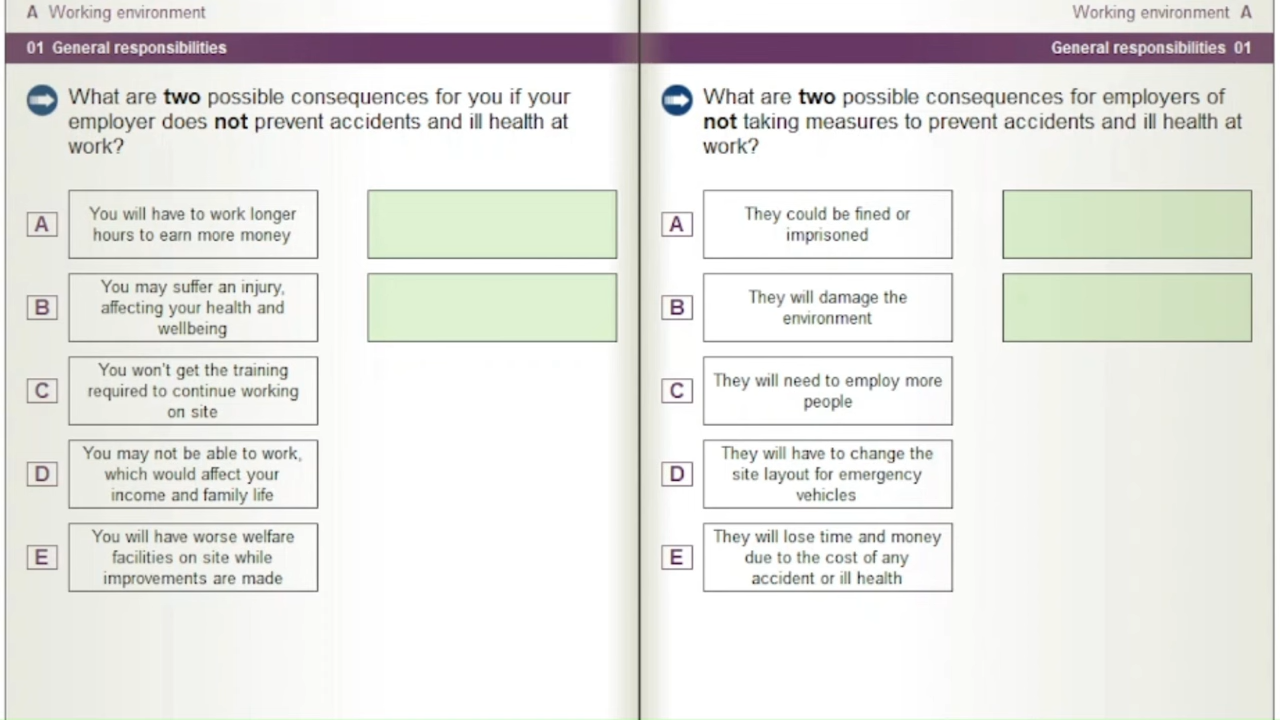 A Working environment
01 General responsibilities
What are two possible consequences for you if your
employer does not prevent accidents and ill health at
work?
A
You will have to work longer
hours to earn more money
B
You may suffer an injury,
affecting your health and
wellbeing
C
You won't get the training
required to continue working
on site
D
You may not be able to work,
which would affect your
income and family life
E
You will have worse welfare
facilities on site while
improvements are made
Working environment A
General responsibilities 01
What are two possible consequences for employers of
not taking measures to prevent accidents and ill health at
work?
A
They could be fined or
imprisoned
B
They will damage the
environment
C
They will need to employ more
people
D
They will have to change the
site layout for emergency
vehicles
E
They will lose time and money
due to the cost of any
accident or ill health